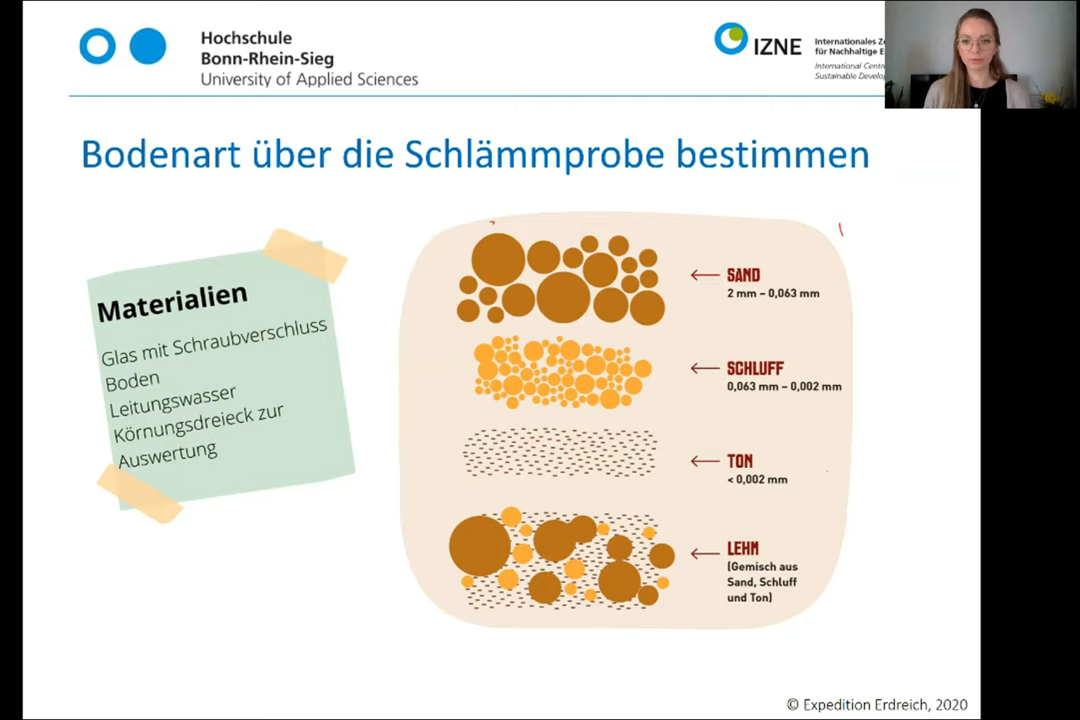 Hochschule
Bonn-Rhein-Sieg
University of Applied Sciences
IZNE
Internationales
für Nachhaltige
International
Sustainable
Bodenart über die Schlämmprobe bestimmen
Materialien
Glas mit Schraubverschluss
Boden
Leitungswasser
Körnungsdreieck zur
Auswertung
SAND
2 mm – 0,063 mm
SCHLUFF
0,063 mm – 0,002 mm
TON
< 0,002 mm
LEHM
(Gemisch aus
Sand, Schluff
und Ton)
© Expedition Erdreich, 2020